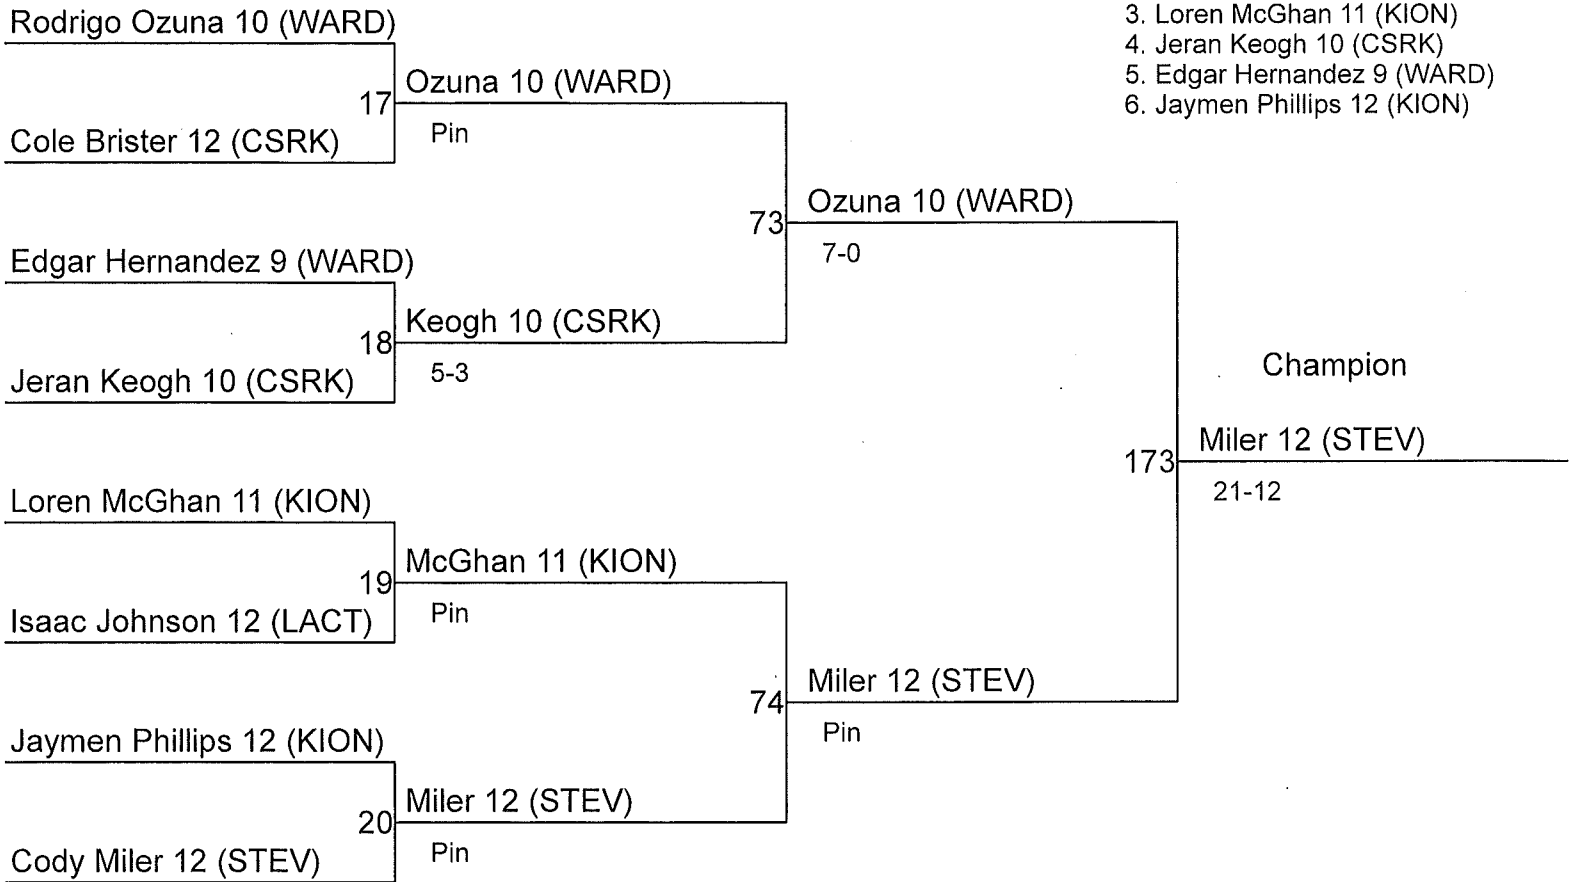 Rodrigo Ozuna 10 (WARD)
17
Cole Brister 12 (CSRK)
Ozuna 10 (WARD)
Pin
Edgar Hernandez 9 (WARD)
18
Jeran Keogh 10 (CSRK)
Keogh 10 (CSRK)
5-3
73
Ozuna 10 (WARD)
7-0
Loren McGhan 11 (KION)
19
Isaac Johnson 12 (LACT)
McGhan 11 (KION)
Pin
Jaymen Phillips 12 (KION)
20
Cody Miler 12 (STEV)
Miler 12 (STEV)
Pin
74
Miler 12 (STEV)
Pin
173
Champion
Miler 12 (STEV)
21-12
3. Loren McGhan 11 (KION)
4. Jeran Keogh 10 (CSRK)
5. Edgar Hernandez 9 (WARD)
6. Jaymen Phillips 12 (KION)